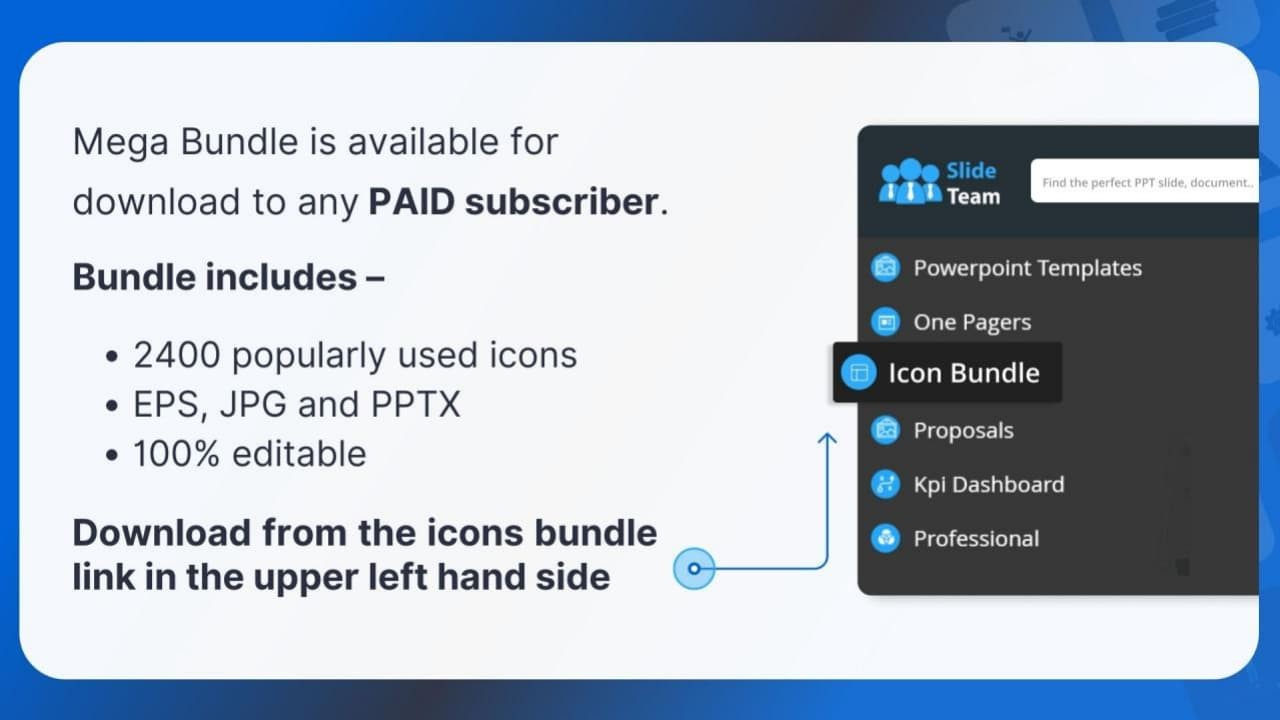 Mega Bundle is available for
download to any PAID subscriber.
Bundle includes –
• 2400 popularly used icons
• EPS, JPG and PPTX
• 100% editable
Download from the icons bundle
link in the upper left hand side
Slide
Team
Find the perfect PPT slide, document..
Powerpoint Templates
One Pagers
Icon Bundle
Proposals
Kpi Dashboard
Professional